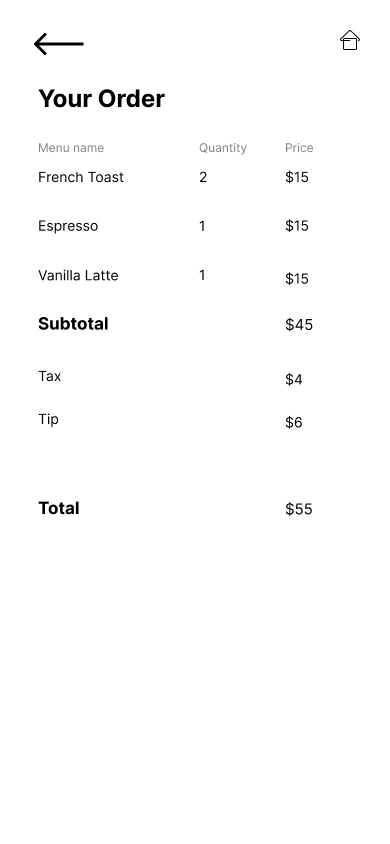 Your Order
Menu name Quantity Price
French Toast 2 $15
Espresso 1 $15
Vanilla Latte 1 $15
Subtotal $45
Tax $4
Tip $6
Total $55